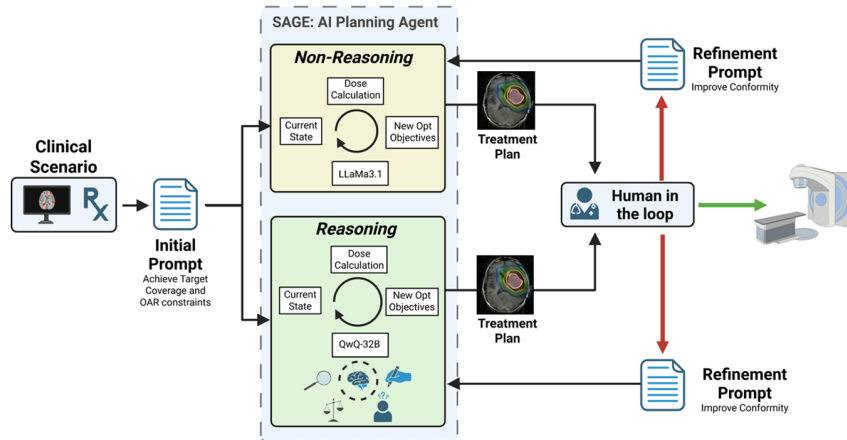 SAGE: AI Planning Agent
Non-Reasoning
Dose
Calculation
Current
State
New Opt
Objectives
LLaMa3.1
Treatment
Plan
Refinement
Prompt
Improve Conformity
Clinical
Scenario
Rx
Initial
Prompt
Achieve Target
Coverage and
OAR constraints
Human in
the loop
Reasoning
Dose
Calculation
Current
State
New Opt
Objectives
QwQ-32B
???
Treatment
Plan
Refinement
Prompt
Improve Conformity